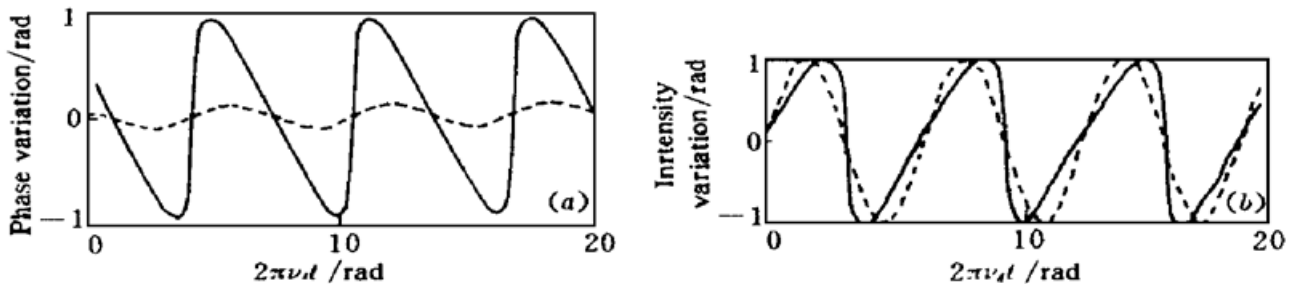 Phase variation/rad
1
0
—1
0
10
20
2πν_d t /rad
(a)
Inrtensity
variation/rad
1
0
—1
0
10
20
2πν_d t /rad
(b)